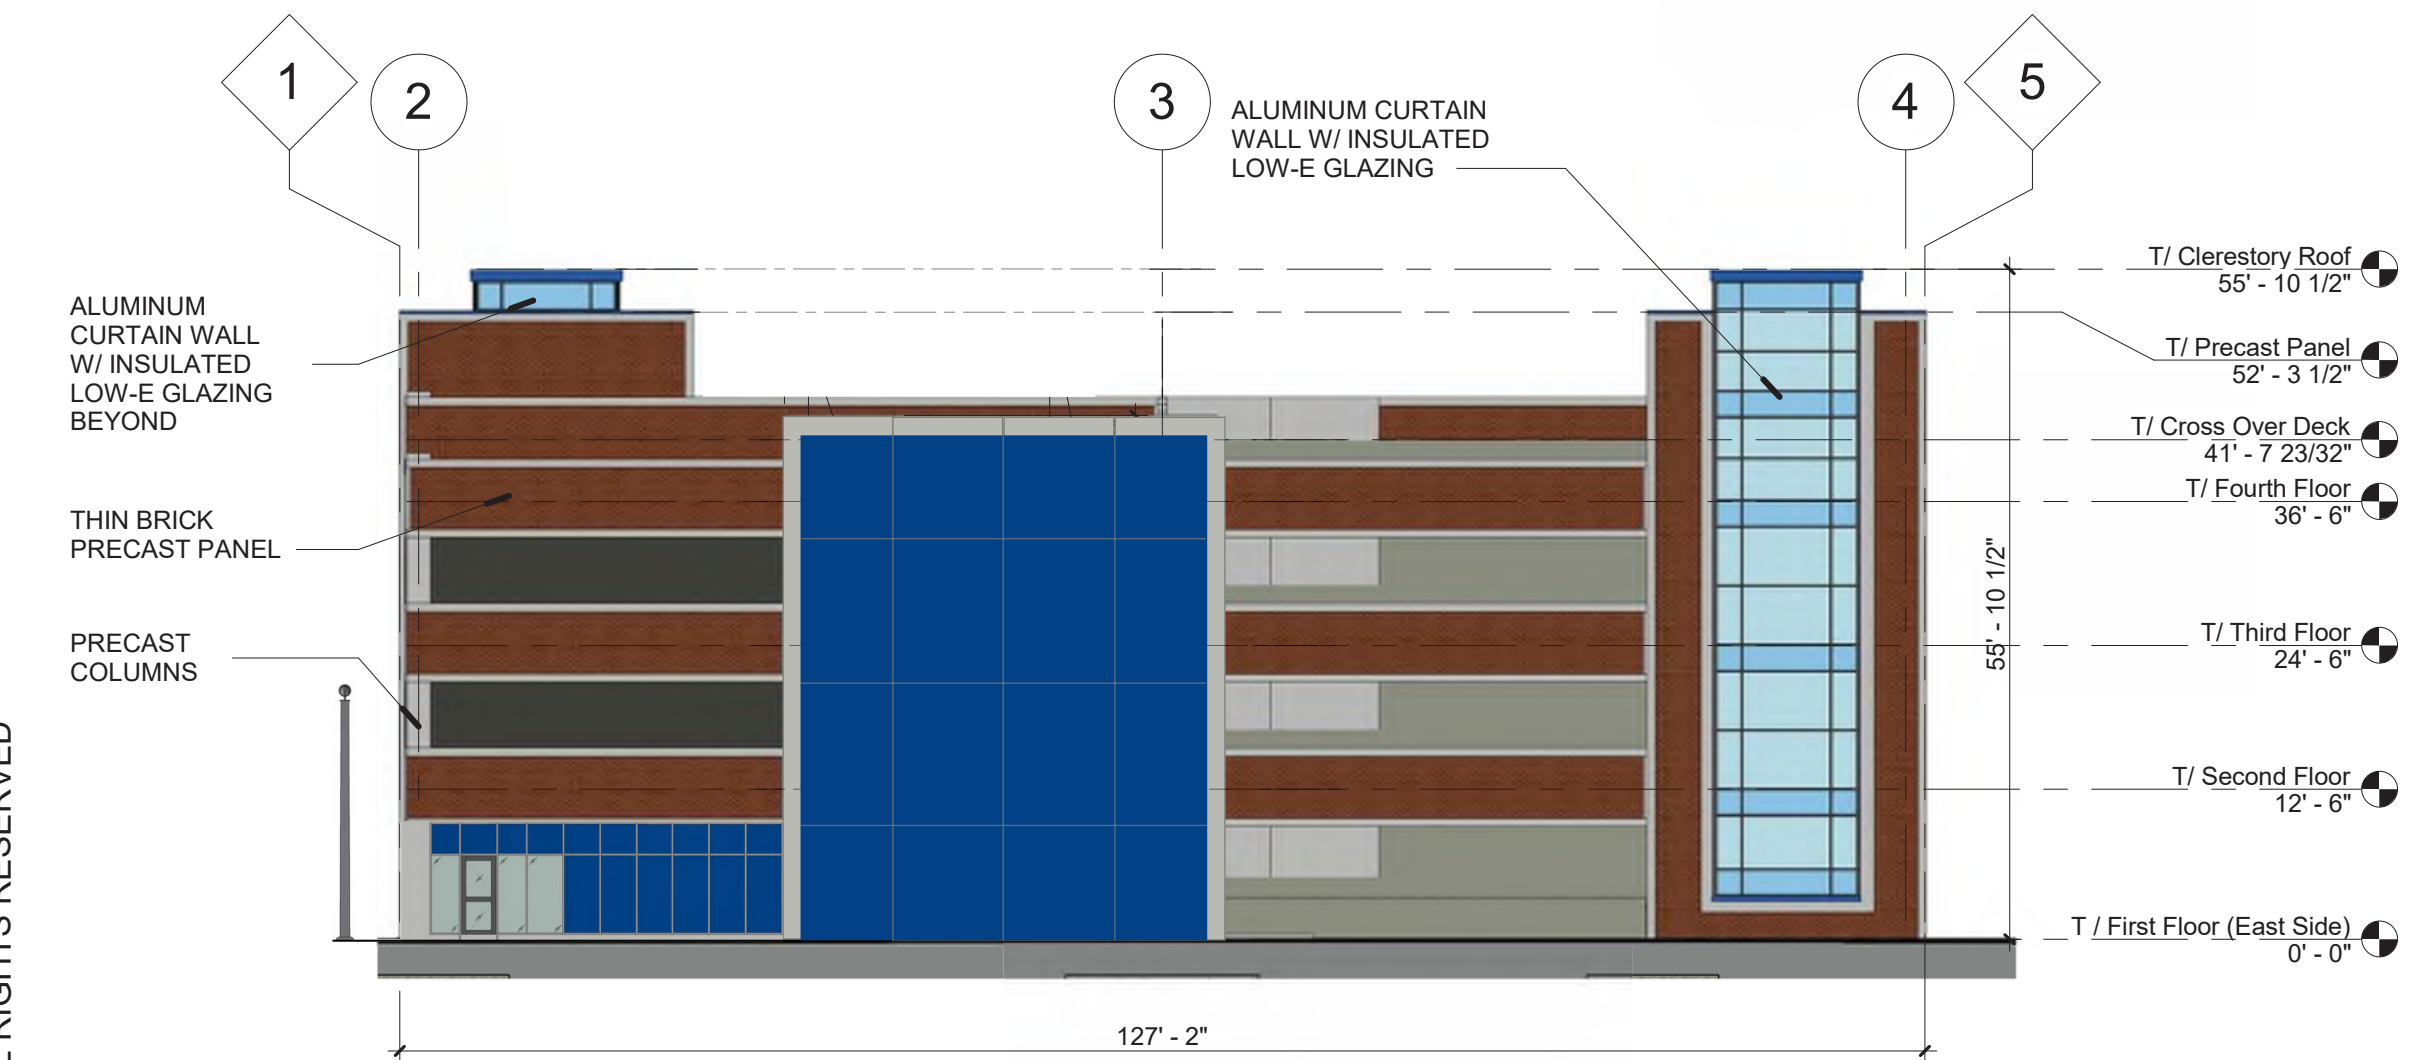 1
2
3
4
5
ALUMINUM CURTAIN
WALL W/ INSULATED
LOW-E GLAZING
ALUMINUM
CURTAIN WALL
W/ INSULATED
LOW-E GLAZING
BEYOND
THIN BRICK
PRECAST PANEL
PRECAST
COLUMNS
T/ Clerestory Roof
55' - 10 1/2"
T/ Precast Panel
52' - 3 1/2"
T/ Cross Over Deck
41' - 7 23/32"
T/ Fourth Floor
36' - 6"
T/ Third Floor
24' - 6"
T/ Second Floor
12' - 6"
T / First Floor (East Side)
0' - 0"
55' - 10 1/2"
127' - 2"
RIGHTS RESERVED